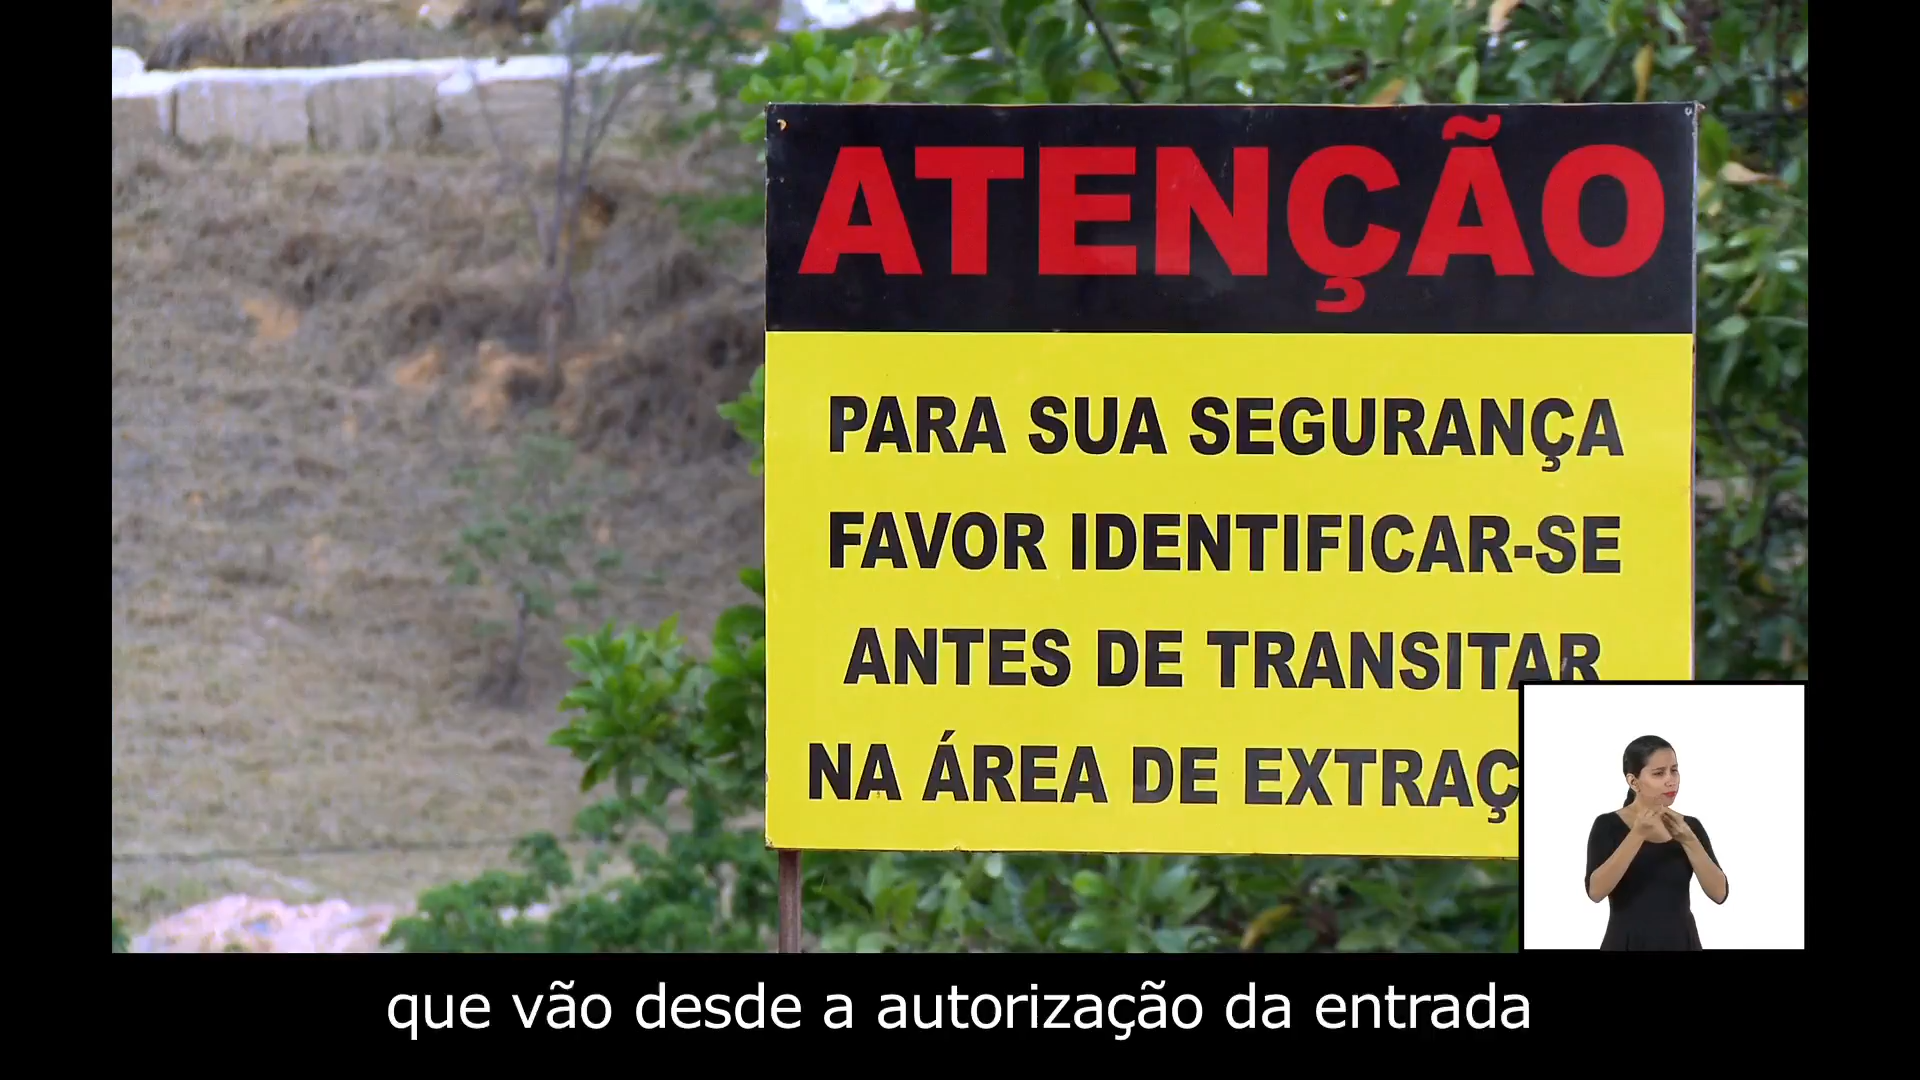 ATENÇÃO
PARA SUA SEGURANÇA
FAVOR IDENTIFICAR-SE
ANTES DE TRANSITAR
NA ÁREA DE EXTRAÇ
que vão desde a autorização da entrada